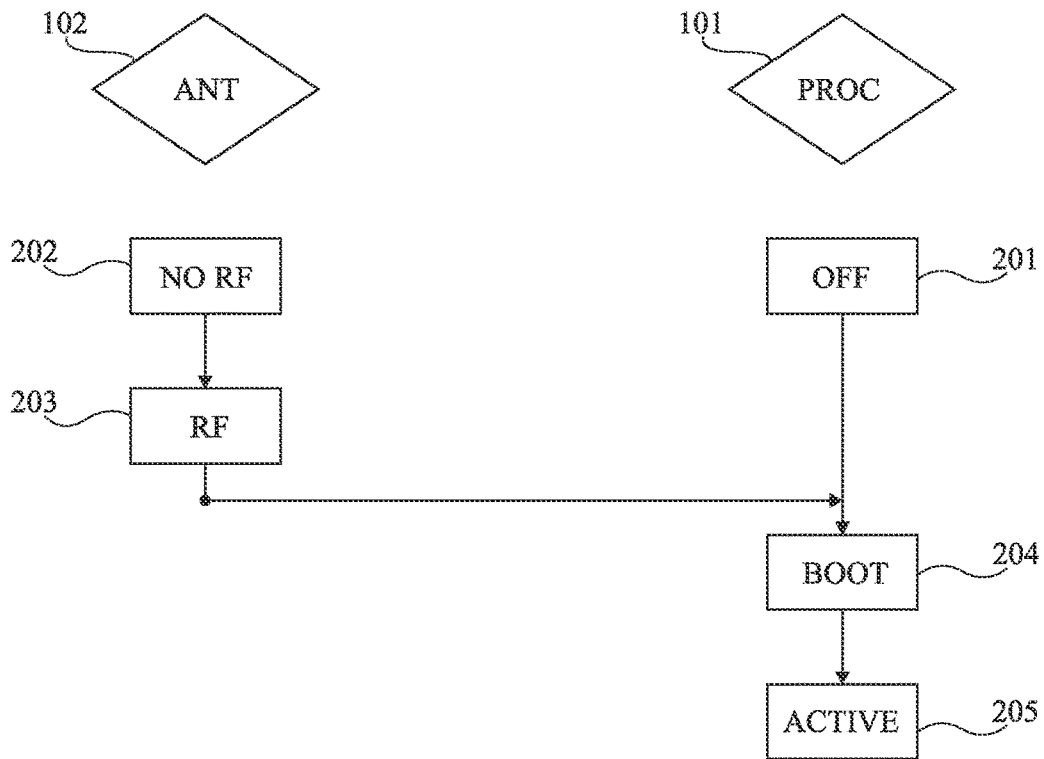 102
ANT
101
PROC
202
NO RF
OFF
201
203
RF
BOOT
204
ACTIVE
205